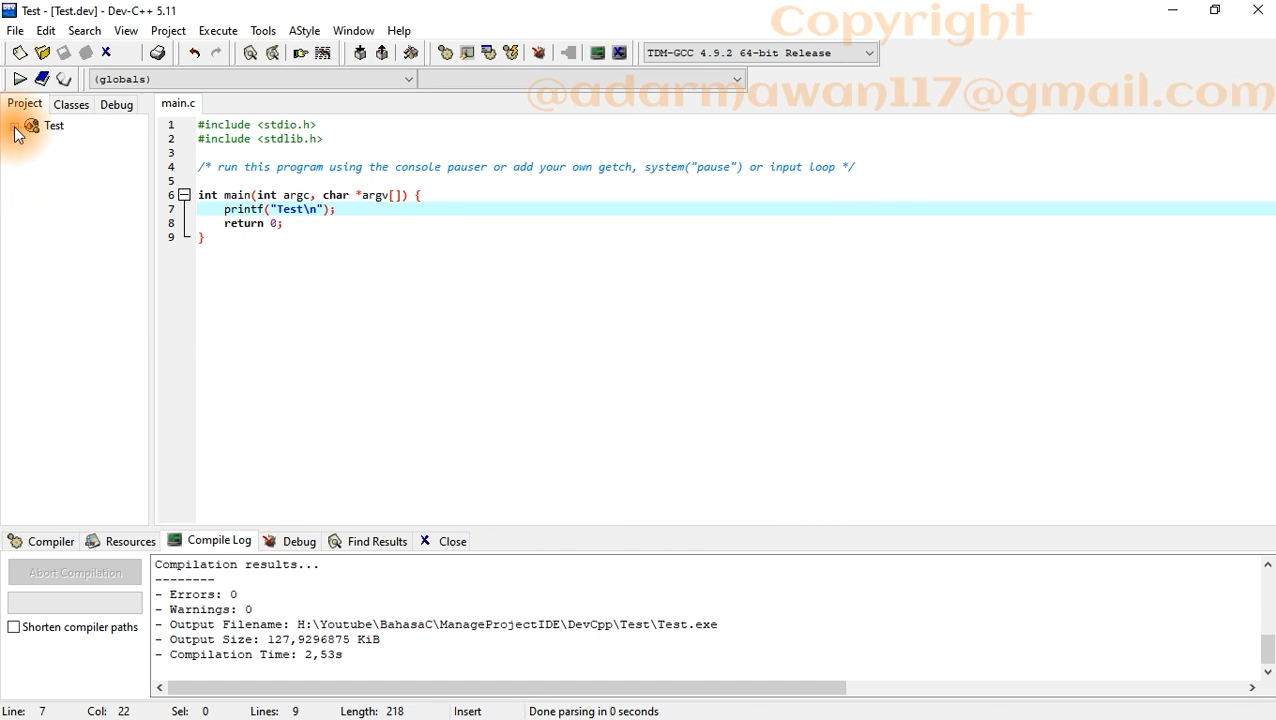 Test - [Test.dev] - Dev-C++ 5.11
Copyright
@adarmawan117@gmail.com
File Edit Search View Project Execute Tools AStyle Window Help
TDM-GCC 4.9.2 64-bit Release
(globals)
Project Classes Debug
main.c
Test
1 #include <stdio.h>
2 #include <stdlib.h>
3
4 /* run this program using the console pauser or add your own getch, system("pause") or input loop */
5
6 int main(int argc, char *argv[]) {
7 printf("Test\n");
8 return 0;
9 }
Compiler Resources Compile Log Debug Find Results Close
Abort Compilation
Shorten compiler paths
Compilation results...
--------
- Errors: 0
- Warnings: 0
- Output Filename: H:\Youtube\BahasaC\ManageProjectIDE\DevCpp\Test\Test.exe
- Output Size: 127,9296875 KiB
- Compilation Time: 2,53s
Line: 7 Col: 22 Sel: 0 Lines: 9 Length: 218 Insert Done parsing in 0 seconds